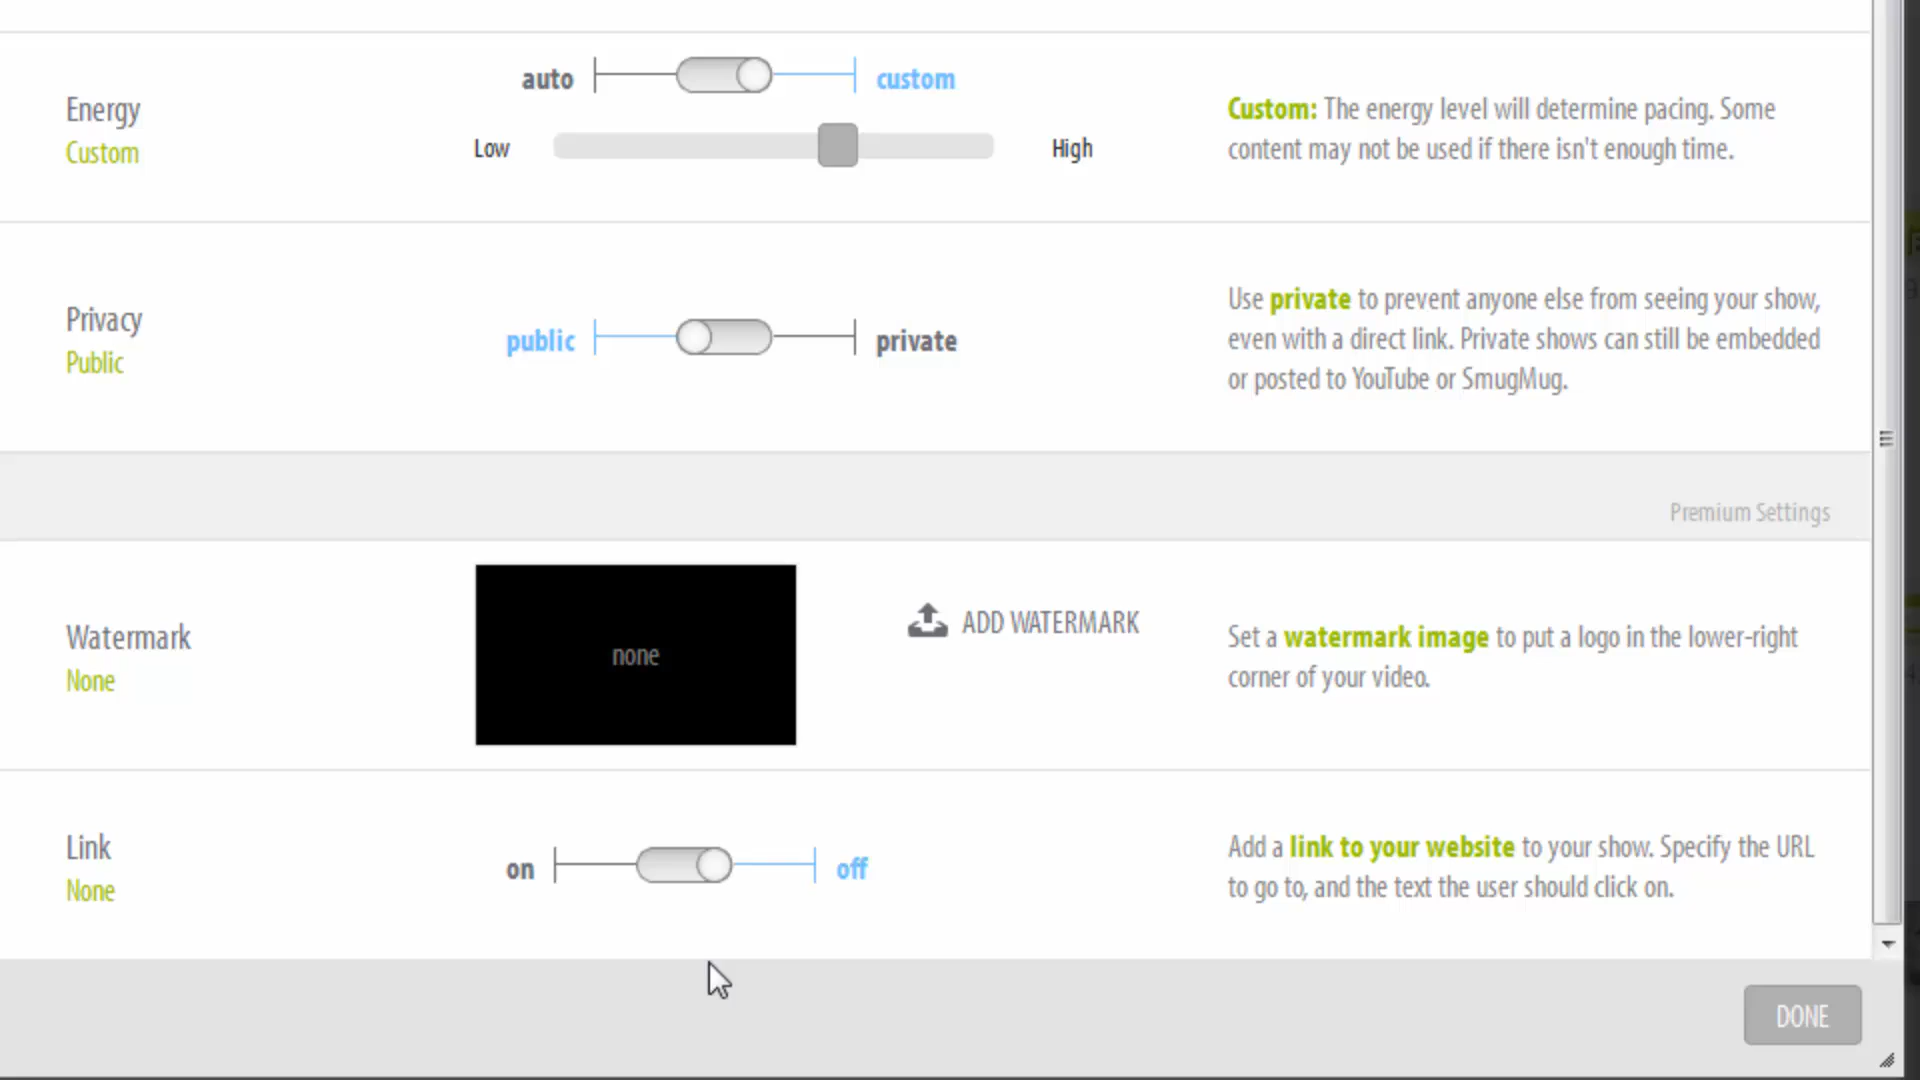 auto custom
Energy
Custom
Low High
Custom: The energy level will determine pacing. Some
content may not be used if there isn't enough time.
Privacy
Public
public private
Use private to prevent anyone else from seeing your show,
even with a direct link. Private shows can still be embedded
or posted to YouTube or SmugMug.
Premium Settings
Watermark
None
none
ADD WATERMARK
Set a watermark image to put a logo in the lower-right
corner of your video.
Link
None
on off
Add a link to your website to your show. Specify the URL
to go to, and the text the user should click on.
DONE